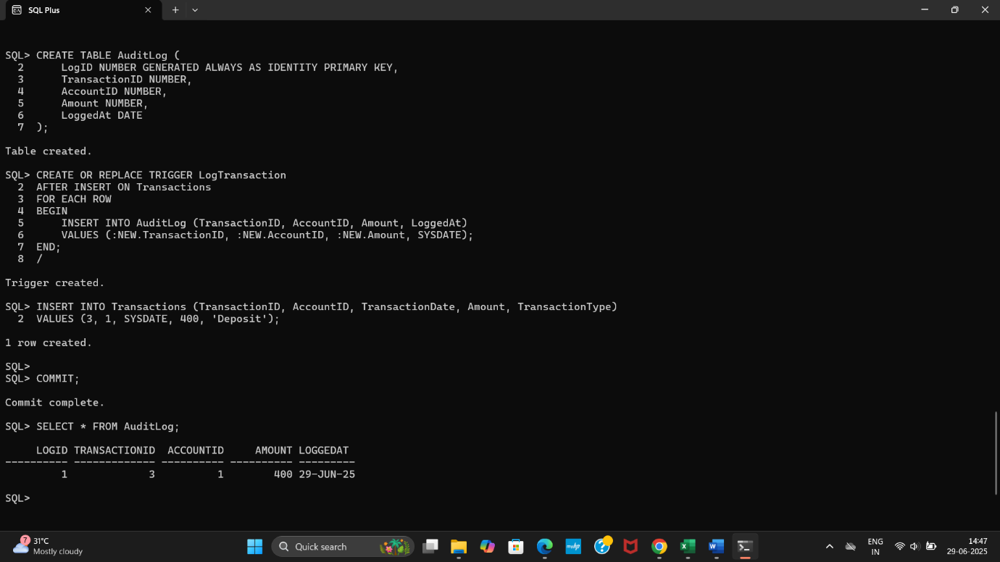 SQL Plus
SQL> CREATE TABLE AuditLog (
  2      LogID NUMBER GENERATED ALWAYS AS IDENTITY PRIMARY KEY,
  3      TransactionID NUMBER,
  4      AccountID NUMBER,
  5      Amount NUMBER,
  6      LoggedAt DATE
  7  );
Table created.
SQL> CREATE OR REPLACE TRIGGER LogTransaction
  2  AFTER INSERT ON Transactions
  3  FOR EACH ROW
  4  BEGIN
  5      INSERT INTO AuditLog (TransactionID, AccountID, Amount, LoggedAt)
  6      VALUES (:NEW.TransactionID, :NEW.AccountID, :NEW.Amount, SYSDATE);
  7  END;
  8  /
Trigger created.
SQL> INSERT INTO Transactions (TransactionID, AccountID, TransactionDate, Amount, TransactionType)
  2  VALUES (3, 1, SYSDATE, 400, 'Deposit');
1 row created.
SQL>
SQL> COMMIT;
Commit complete.
SQL> SELECT * FROM AuditLog;
     LOGID TRANSACTIONID  ACCOUNTID     AMOUNT LOGGEDAT
---------- ------------- ---------- ---------- ---------
         1             3          1        400 29-JUN-25
SQL>
7
31°C
Mostly cloudy
Quick search
myhp
ENG
IN
14:47
29-06-2025